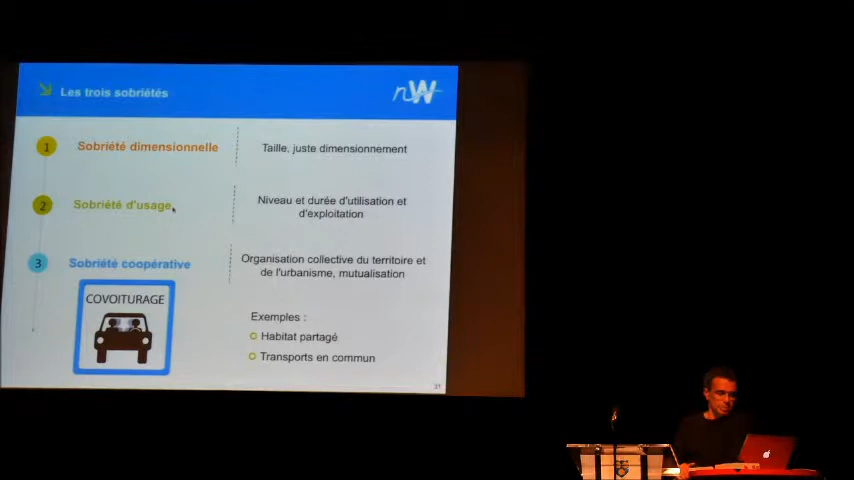 Les trois sobriétés
nW
1
Sobriété dimensionnelle
Taille, juste dimensionnement
2
Sobriété d'usage
Niveau et durée d'utilisation et
d'exploitation
3
Sobriété coopérative
Organisation collective du territoire et
de l'urbanisme, mutualisation
COVOITURAGE
Exemples :
Habitat partagé
Transports en commun
31